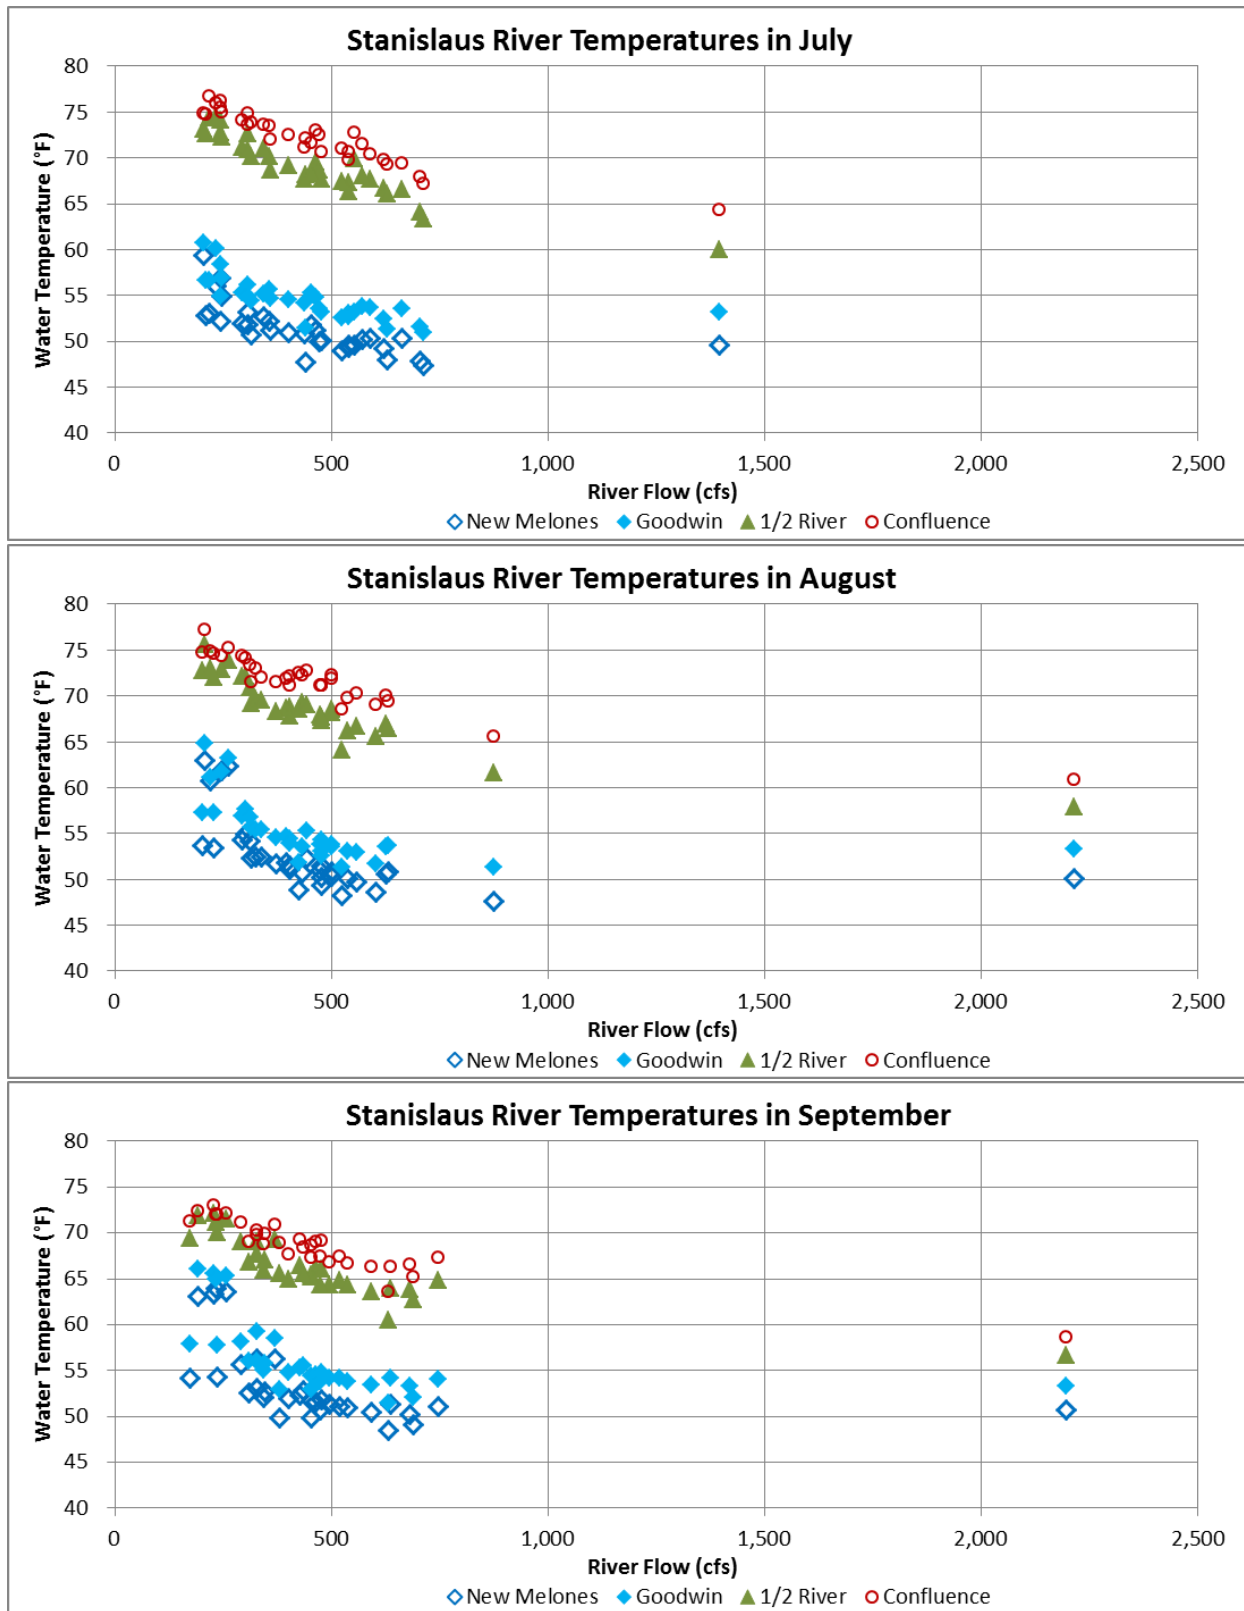 Stanislaus River Temperatures in July
Water Temperature (°F)
80
75
70
65
60
55
50
45
40
0 500 1,000 1,500 2,000 2,500
River Flow (cfs)
New Melones Goodwin 1/2 River Confluence
Stanislaus River Temperatures in August
Water Temperature (°F)
80
75
70
65
60
55
50
45
40
0 500 1,000 1,500 2,000 2,500
River Flow (cfs)
New Melones Goodwin 1/2 River Confluence
Stanislaus River Temperatures in September
Water Temperature (°F)
80
75
70
65
60
55
50
45
40
0 500 1,000 1,500 2,000 2,500
River Flow (cfs)
New Melones Goodwin 1/2 River Confluence